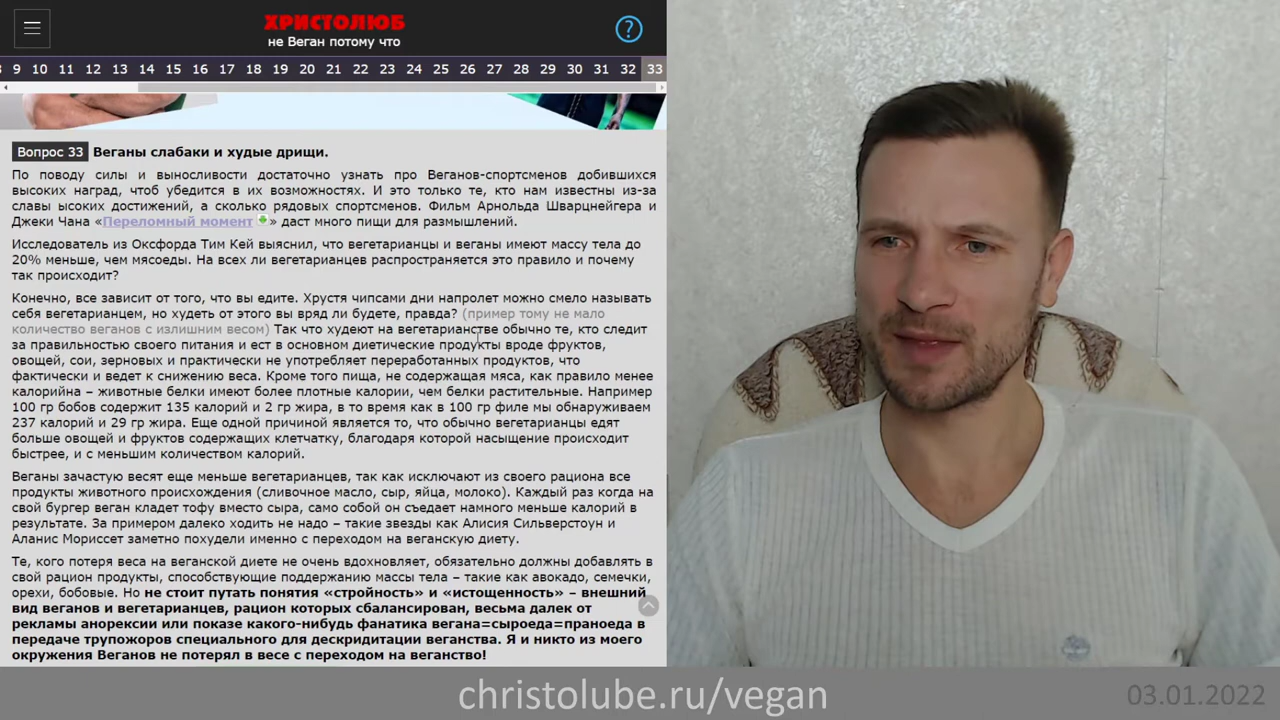 ХРИСТОЛЮБ
не Веган потому что
?
9 10 11 12 13 14 15 16 17 18 19 20 21 22 23 24 25 26 27 28 29 30 31 32 33
Вопрос 33 Веганы слабаки и худые дрищи.
По поводу силы и выносливости достаточно узнать про Веганов-спортсменов добившихся
высоких наград, чтоб убедится в их возможностях. И это только те, кто нам известны из-за
славы ысоких достижений, а сколько рядовых спортсменов. Фильм Арнольда Шварцнейгера и
Джеки Чана «Переломный момент» даст много пищи для размышлений.
Исследователь из Оксфорда Тим Кей выяснил, что вегетарианцы и веганы имеют массу тела до
20% меньше, чем мясоеды. На всех ли вегетарианцев распространяется это правило и почему
так происходит?
Конечно, все зависит от того, что вы едите. Хрустя чипсами дни напролет можно смело называть
себя вегетарианцем, но худеть от этого вы вряд ли будете, правда? (пример тому не мало
количество веганов с излишним весом) Так что худеют на вегетарианстве обычно те, кто следит
за правильностью своего питания и ест в основном диетические продукты вроде фруктов,
овощей, сои, зерновых и практически не употребляет переработанных продуктов, что
фактически и ведет к снижению веса. Кроме того пища, не содержащая мяса, как правило менее
калорийна – животные белки имеют более плотные калории, чем белки растительные. Например
100 гр бобов содержит 135 калорий и 2 гр жира, в то время как в 100 гр филе мы обнаруживаем
237 калорий и 29 гр жира. Еще одной причиной является то, что обычно вегетарианцы едят
больше овощей и фруктов содержащих клетчатку, благодаря которой насыщение происходит
быстрее, и с меньшим количеством калорий.
Веганы зачастую весят еще меньше вегетарианцев, так как исключают из своего рациона все
продукты животного происхождения (сливочное масло, сыр, яйца, молоко). Каждый раз когда на
свой бургер веган кладет тофу вместо сыра, само собой он съедает намного меньше калорий в
результате. За примером далеко ходить не надо – такие звезды как Алисия Сильверстоун и
Аланис Мориссет заметно похудели именно с переходом на веганскую диету.
Те, кого потеря веса на веганской диете не очень вдохновляет, обязательно должны добавлять в
свой рацион продукты, способствующие поддержанию массы тела – такие как авокадо, семечки,
орехи, бобовые. Но не стоит путать понятия «стройность» и «истощенность» – внешний
вид веганов и вегетарианцев, рацион которых сбалансирован, весьма далек от
рекламы анорексии или показе какого-нибудь фанатика вегана=сыроеда=праноеда в
передаче трупожоров специального для дескридитации веганства. Я и никто из моего
окружения Веганов не потерял в весе с переходом на веганство!
christolube.ru/vegan
03.01.2022